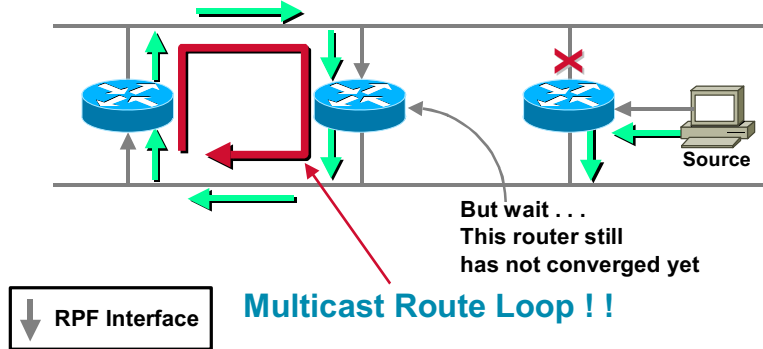 Source
But wait . . .
This router still
has not converged yet
Multicast Route Loop ! !
RPF Interface